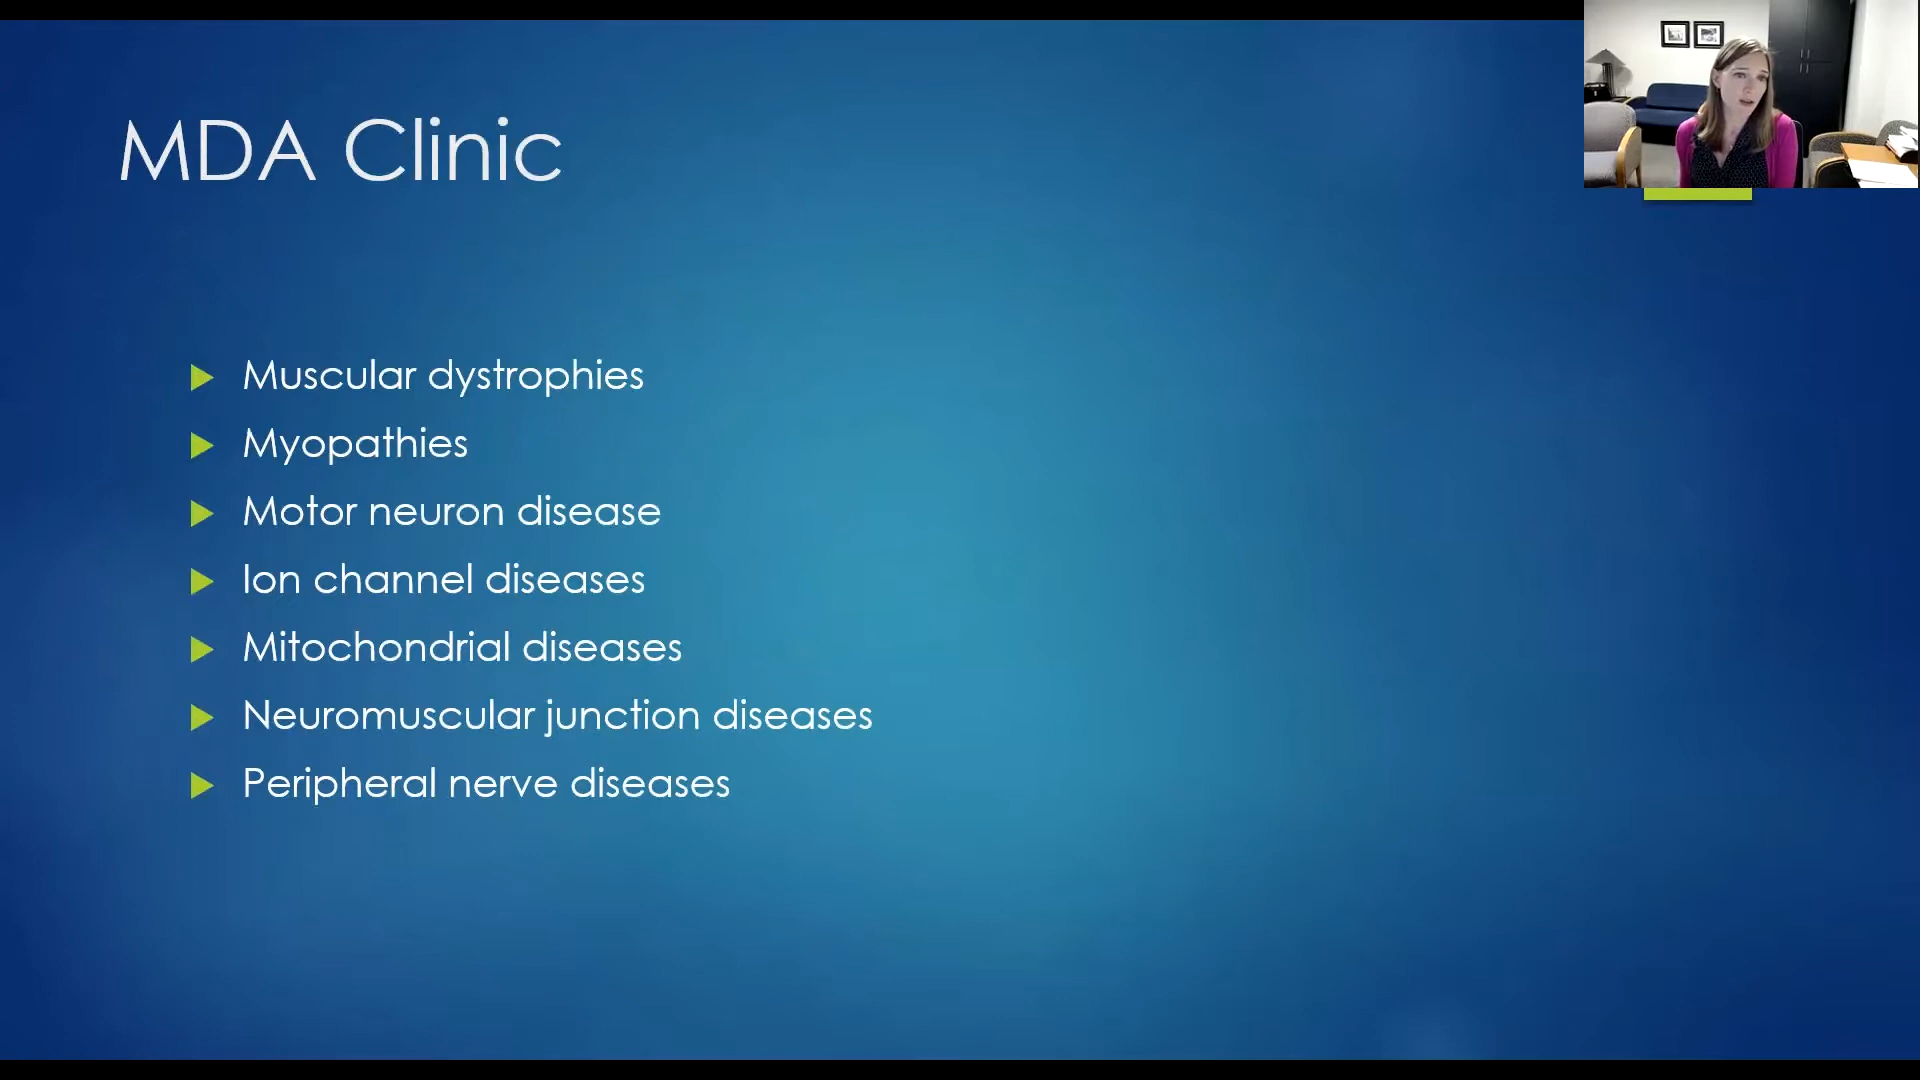 MDA Clinic
Muscular dystrophies
Myopathies
Motor neuron disease
Ion channel diseases
Mitochondrial diseases
Neuromuscular junction diseases
Peripheral nerve diseases